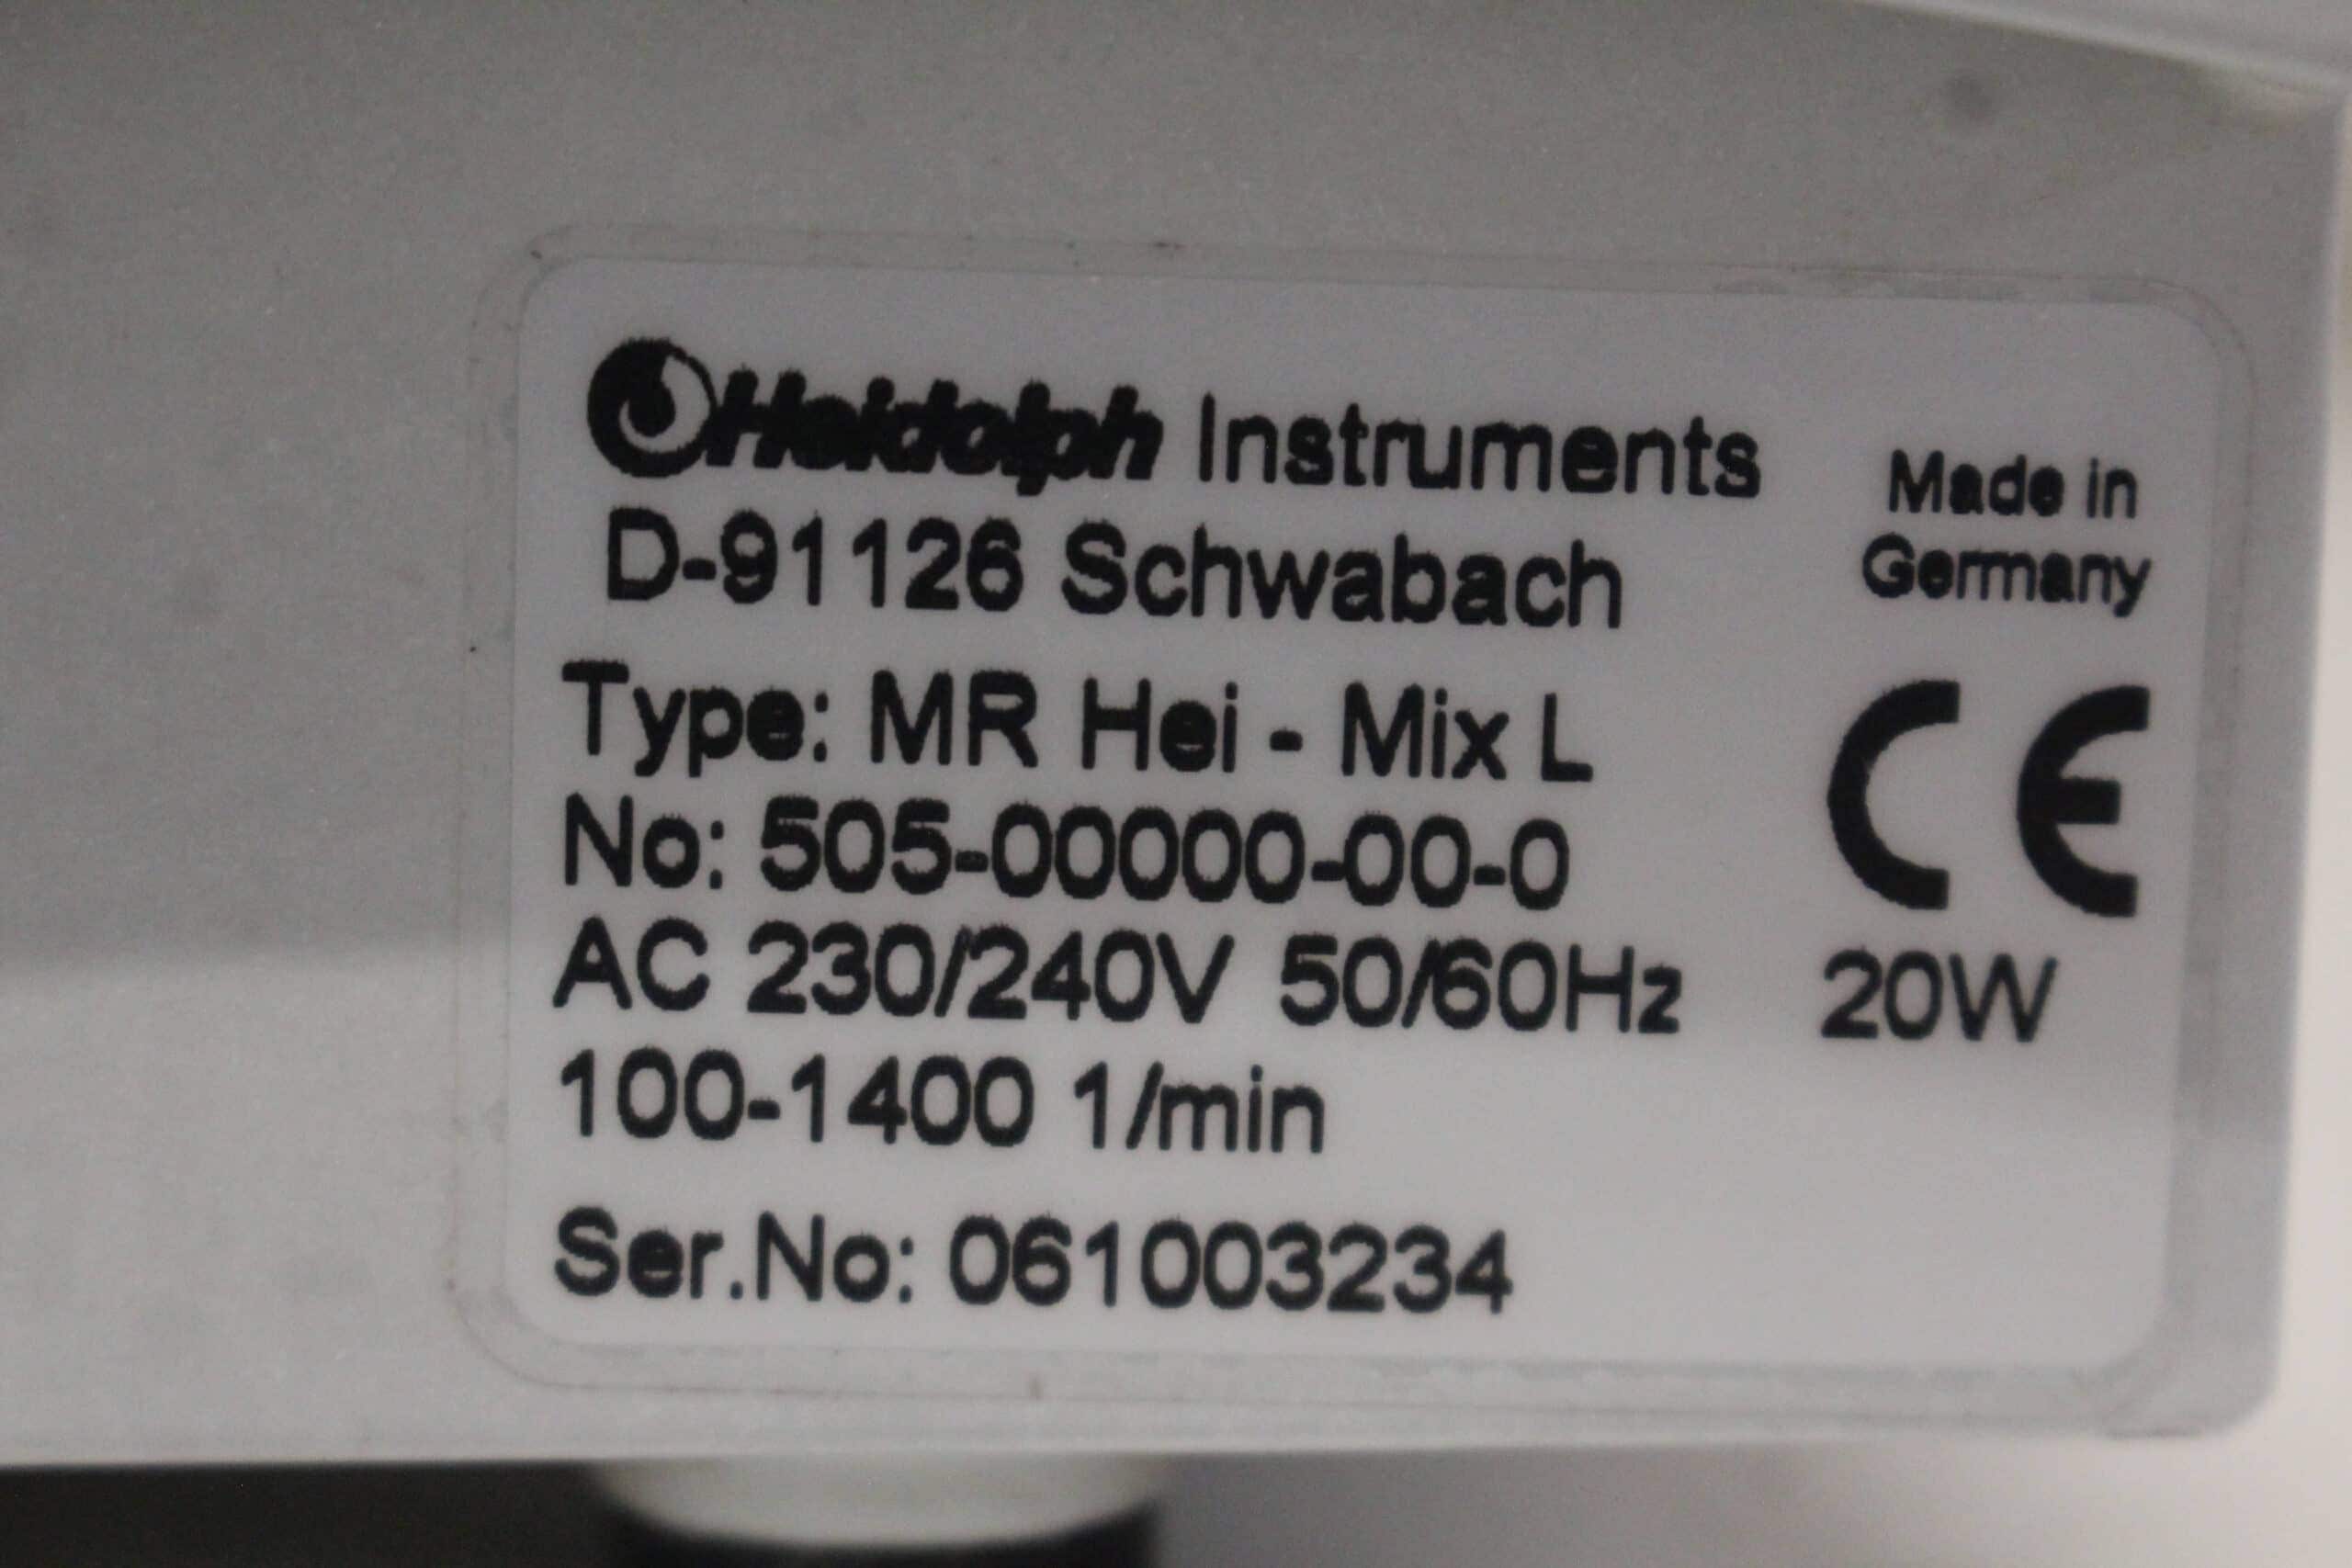 Heidolph Instruments
D-91126 Schwabach
Made in
Germany
Type: MR Hei - Mix L
No: 505-00000-00-0
CE
AC 230/240V 50/60Hz 20W
100-1400 1/min
Ser.No: 061003234